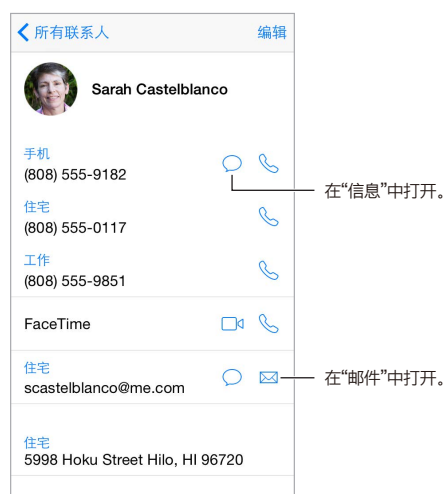 所有联系人 编辑
Sarah Castelblanco
手机
(808) 555-9182
在“信息”中打开。
住宅
(808) 555-0117
工作
(808) 555-9851
FaceTime
住宅
scastelblanco@me.com
在“邮件”中打开。
住宅
5998 Hoku Street Hilo, HI 96720